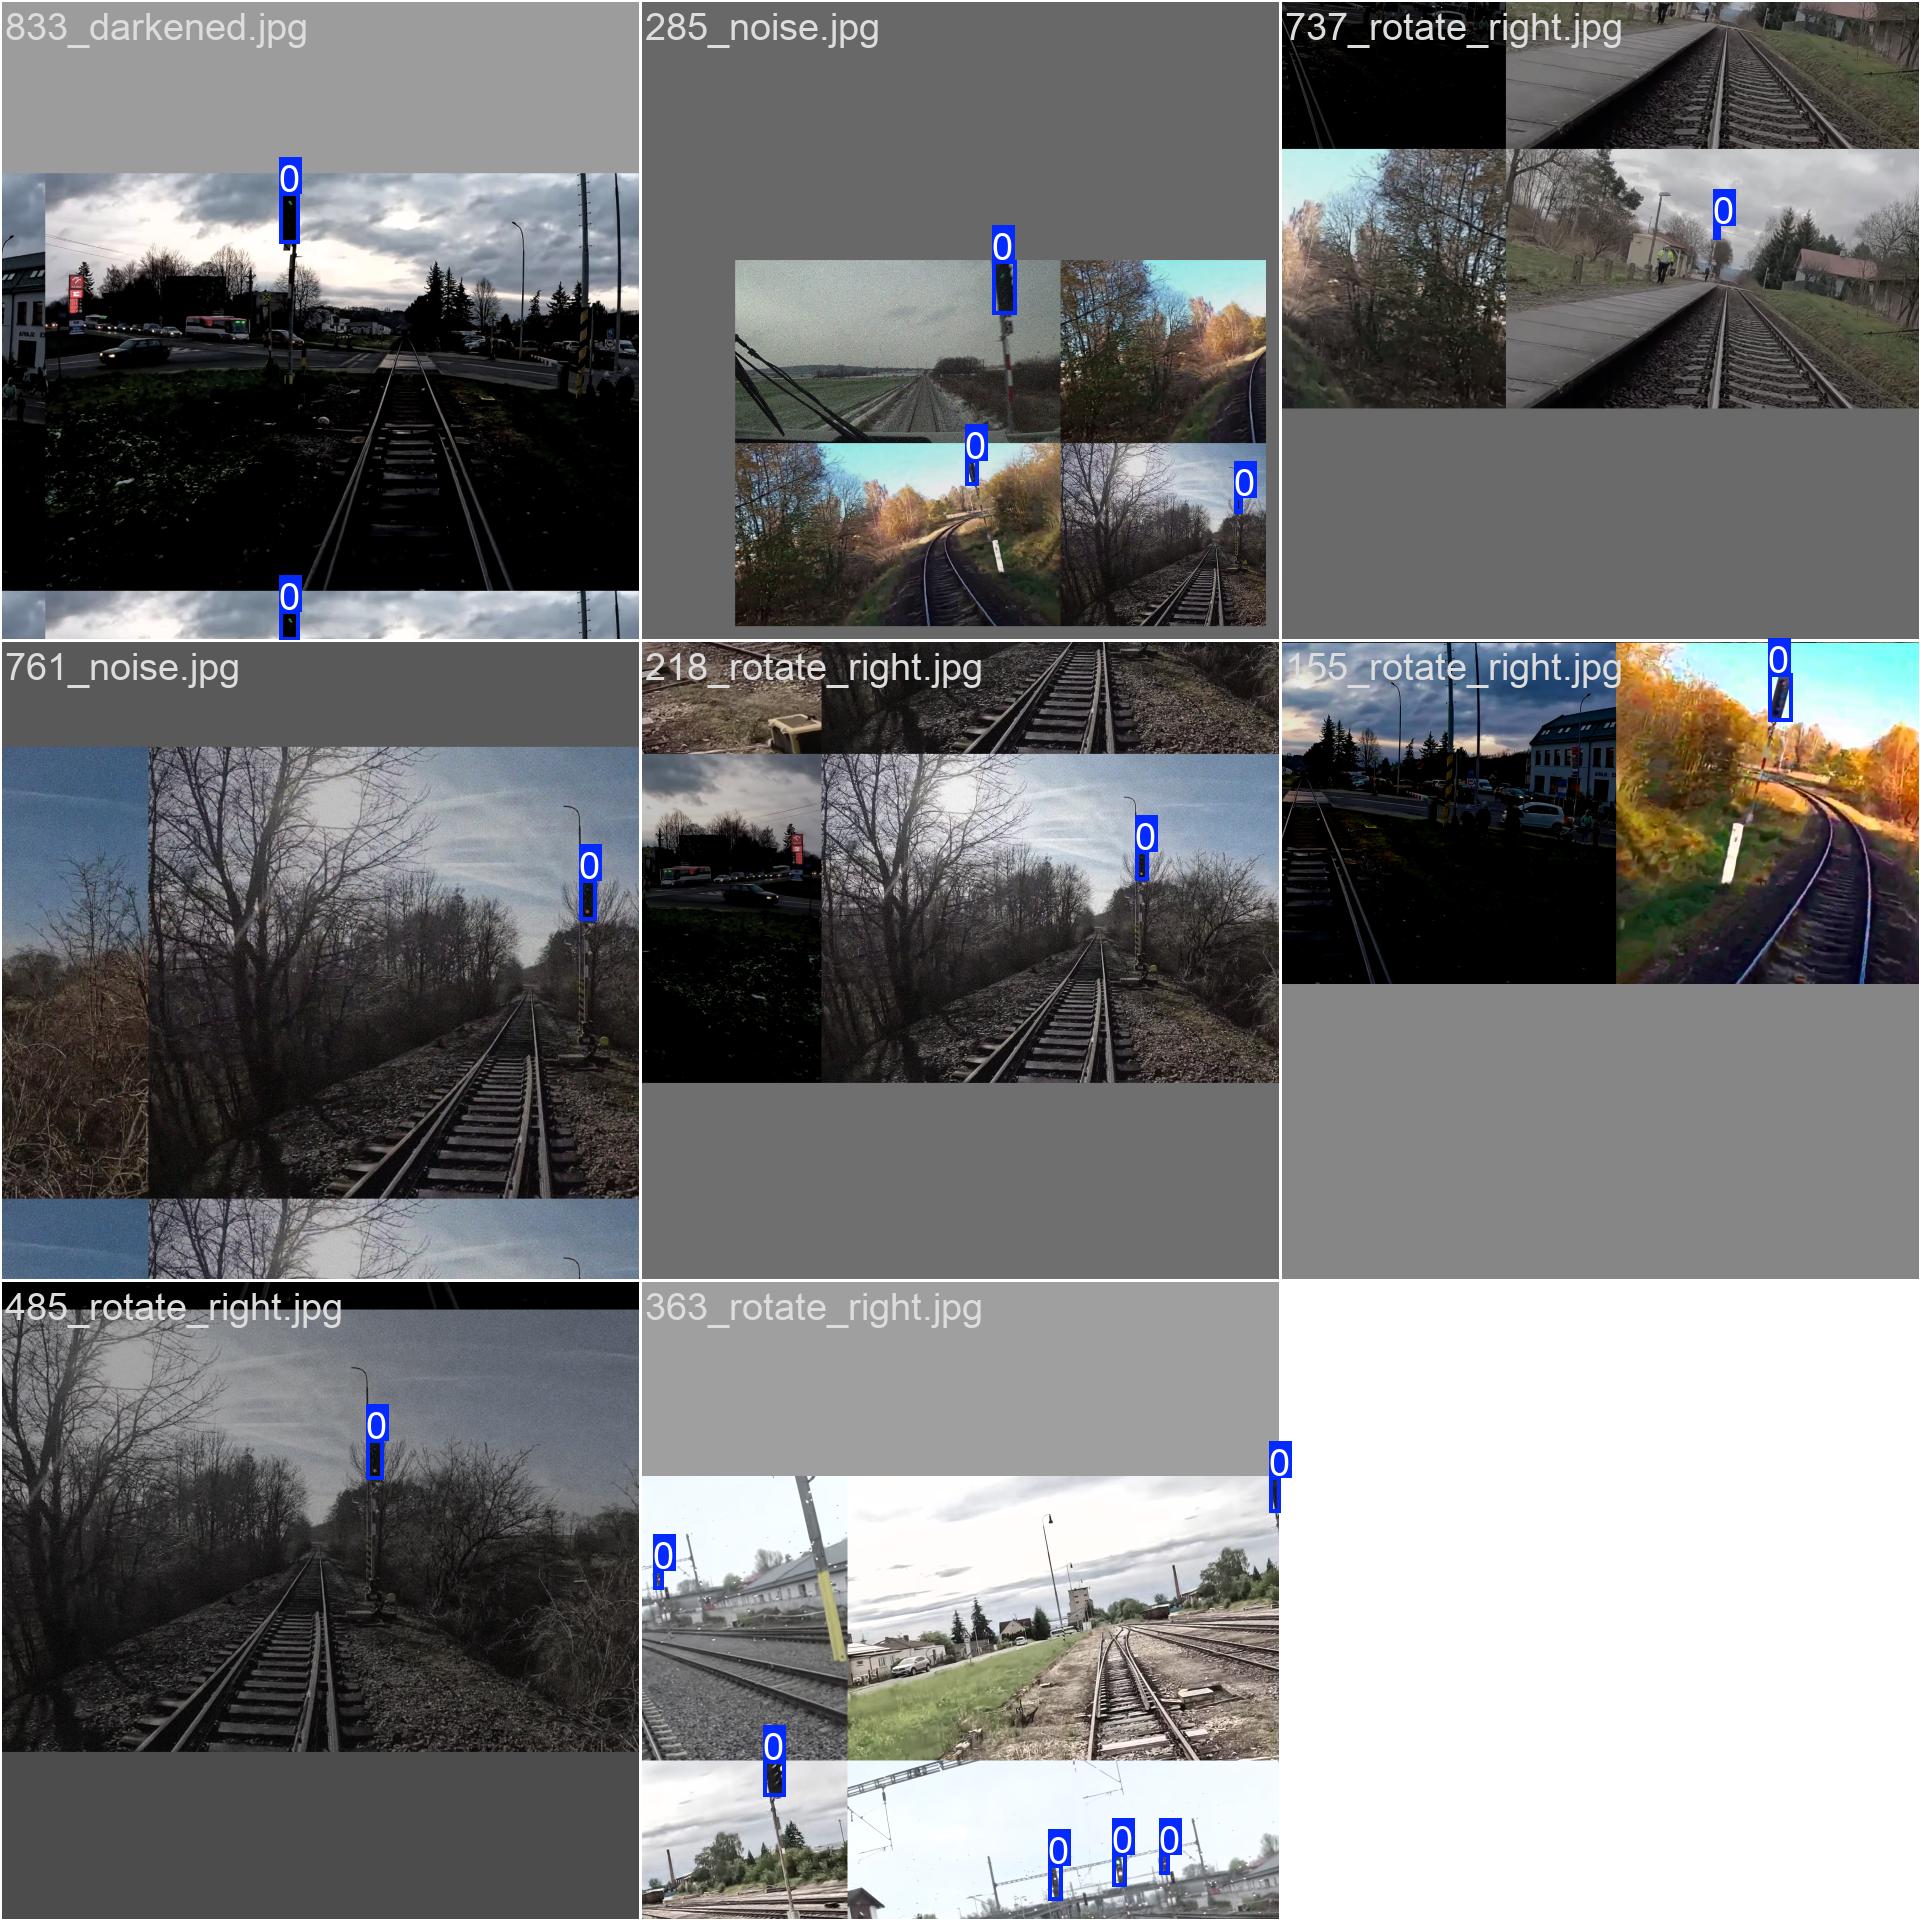 833_darkened.jpg
285_noise.jpg
737_rotate_right.jpg
0
0
0
0
0
0
761_noise.jpg
218_rotate_right.jpg
155_rotate_right.jpg
0
0
0
485_rotate_right.jpg
363_rotate_right.jpg
0
0
0
0
0
0
0